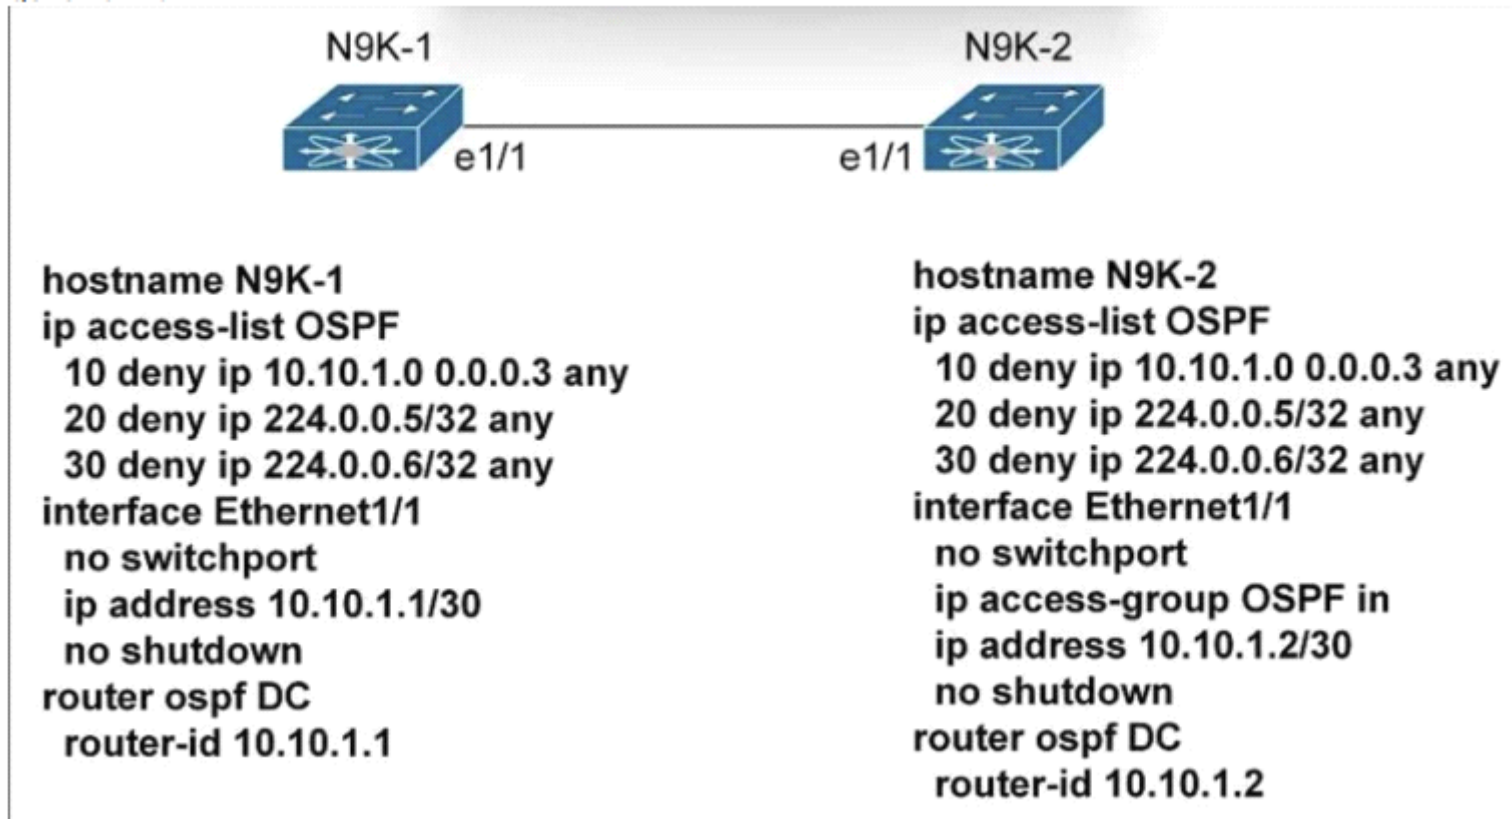 N9K-1
N9K-2
e1/1
e1/1
hostname N9K-1
ip access-list OSPF
10 deny ip 10.10.1.0 0.0.0.3 any
20 deny ip 224.0.0.5/32 any
30 deny ip 224.0.0.6/32 any
interface Ethernet1/1
no switchport
ip address 10.10.1.1/30
no shutdown
router ospf DC
router-id 10.10.1.1
hostname N9K-2
ip access-list OSPF
10 deny ip 10.10.1.0 0.0.0.3 any
20 deny ip 224.0.0.5/32 any
30 deny ip 224.0.0.6/32 any
interface Ethernet1/1
no switchport
ip access-group OSPF in
ip address 10.10.1.2/30
no shutdown
router ospf DC
router-id 10.10.1.2